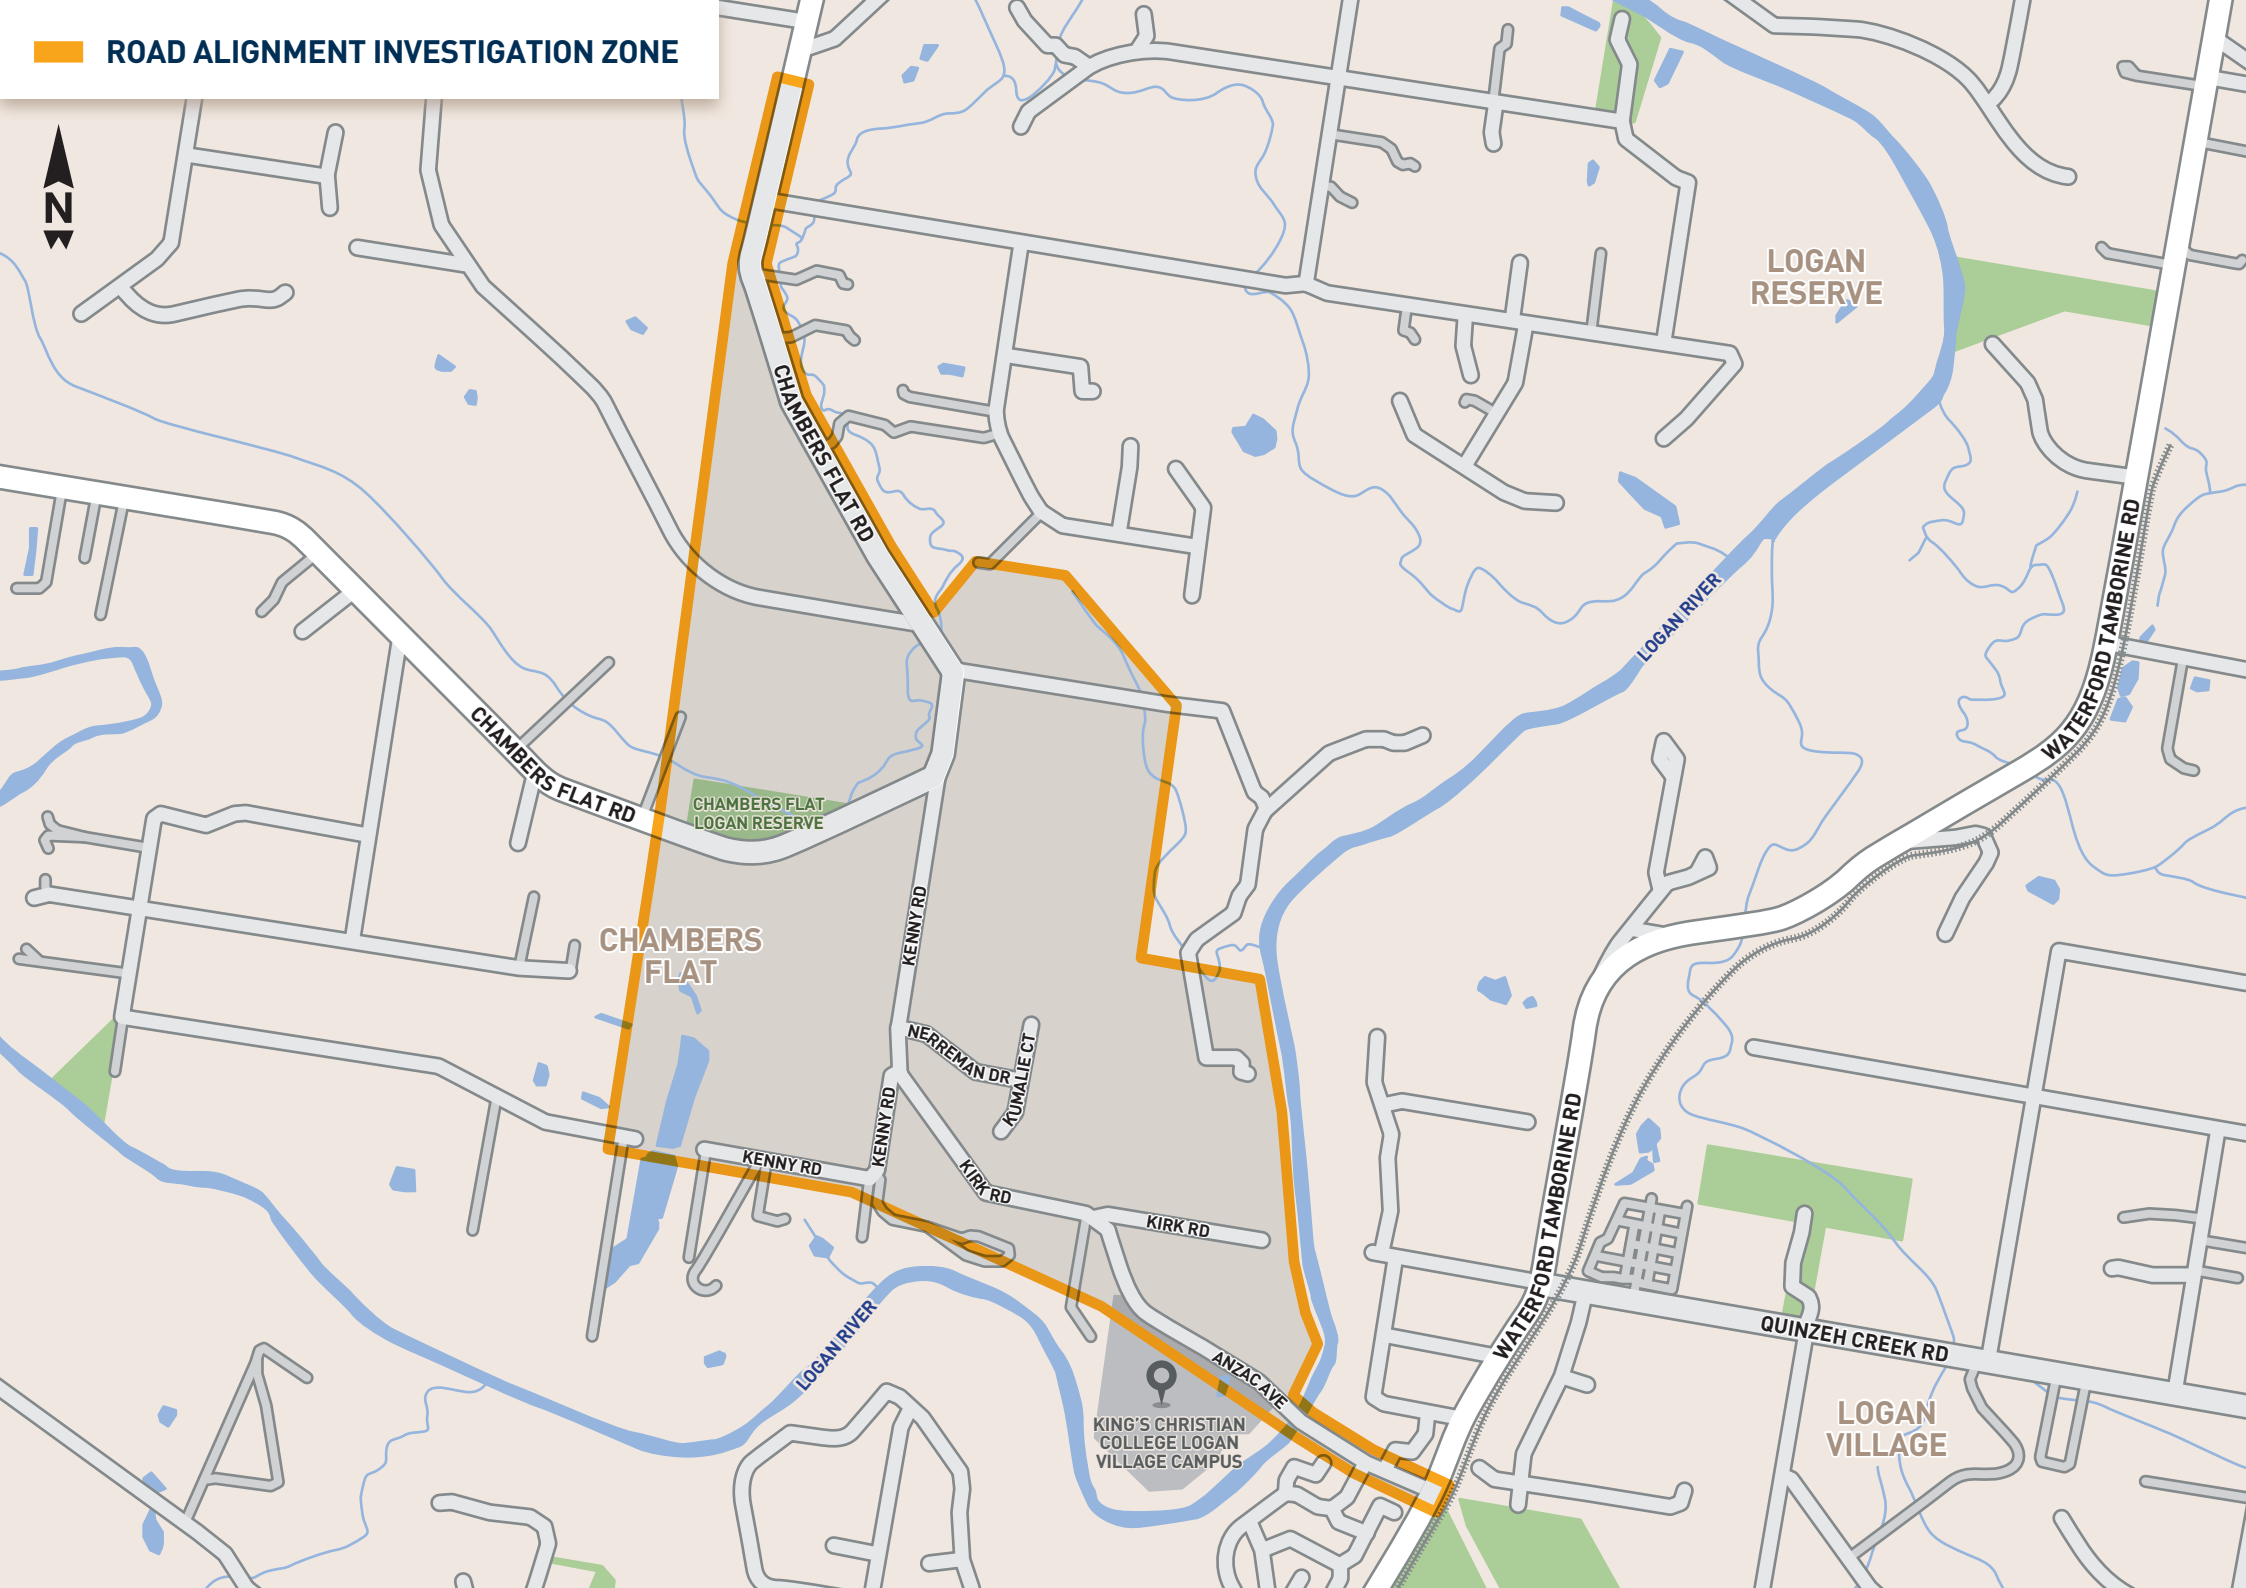 ROAD ALIGNMENT INVESTIGATION ZONE
N
LOGAN
RESERVE
CHAMBERS FLAT RD
WATERFORD TAMBORINE RD
LOGAN RIVER
CHAMBERS FLAT RD
CHAMBERS FLAT
LOGAN RESERVE
KENNY RD
CHAMBERS
FLAT
NERREMAN DR
KUMALIE CT
KENNY RD
KENNY RD
KIRK RD
KIRK RD
WATERFORD TAMBORINE RD
LOGAN RIVER
QUINZEH CREEK RD
ANZAC AVE
KING'S CHRISTIAN
COLLEGE LOGAN
VILLAGE CAMPUS
LOGAN
VILLAGE